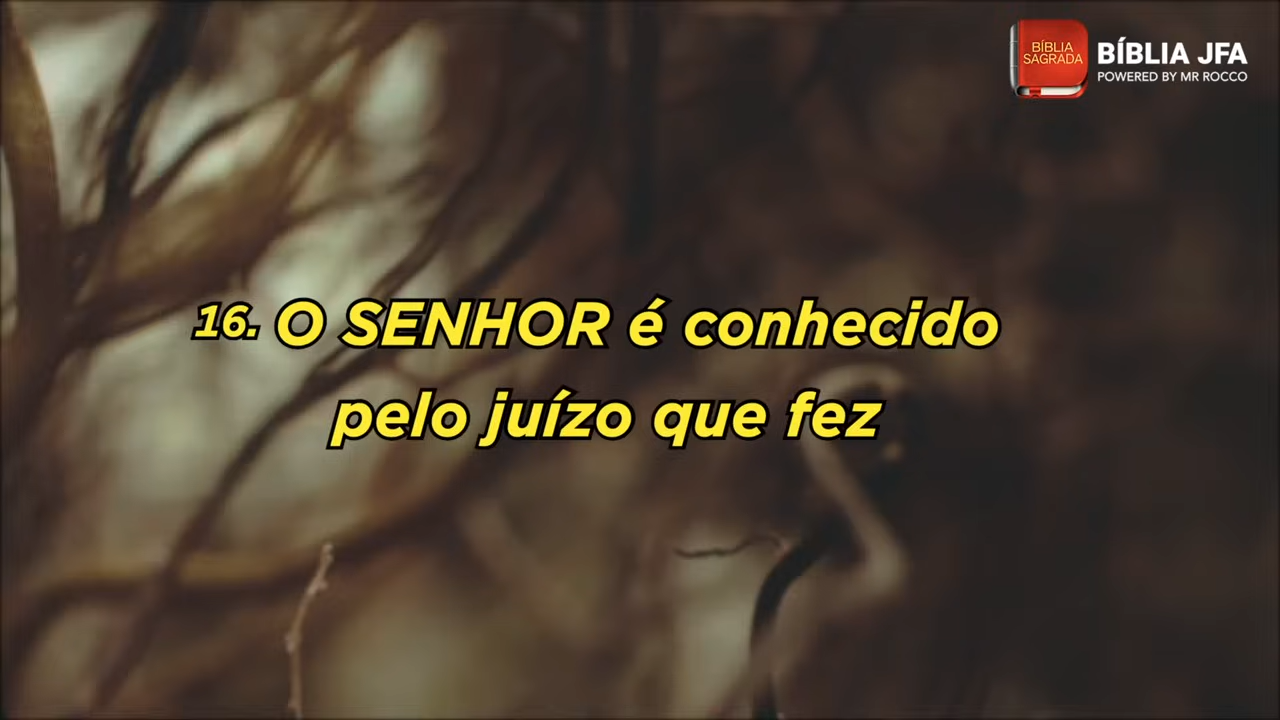 BÍBLIA
SAGRADA
BÍBLIA JFA
POWERED BY MR ROCCO
16. O SENHOR é conhecido
pelo juízo que fez